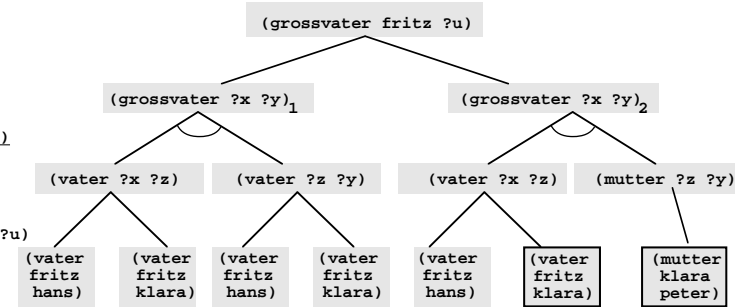 (grossvater fritz ?u)
(grossvater ?x ?y)1
(grossvater ?x ?y)2
)
(vater ?x ?z)
(vater ?z ?y)
(vater ?x ?z)
(mutter ?z ?y)
?u)
(vater
fritz
hans)
(vater
fritz
klara)
(vater
fritz
hans)
(vater
fritz
klara)
(vater
fritz
hans)
(vater
fritz
klara)
(mutter
klara
peter)